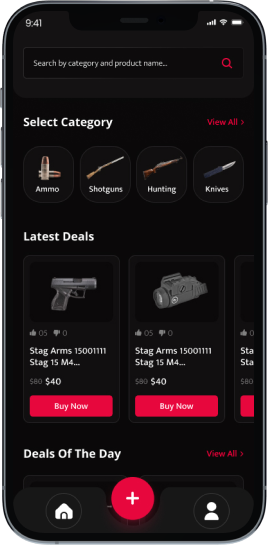 9:41
Search by category and product name...
Select Category
View All >
Ammo
Shotguns
Hunting
Knives
Latest Deals
05 0
05 0
0
Stag Arms 15001111
Stag 15 M4...
Stag Arms 15001111
Stag 15 M4...
$80 $40
$80 $40
Buy Now
Buy Now
Deals Of The Day
View All >